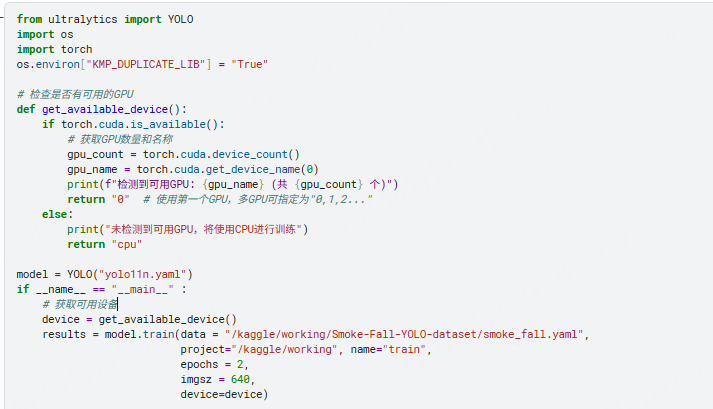 from ultralytics import YOLO
import os
import torch
os.environ["KMP_DUPLICATE_LIB"] = "True"

# 检查是否有可用的GPU
def get_available_device():
    if torch.cuda.is_available():
        # 获取GPU数量和名称
        gpu_count = torch.cuda.device_count()
        gpu_name = torch.cuda.get_device_name(0)
        print(f"检测到可用GPU: {gpu_name} (共 {gpu_count} 个)")
        return "0"  # 使用第一个GPU，多GPU可指定为"0,1,2..."
    else:
        print("未检测到可用GPU，将使用CPU进行训练")
        return "cpu"

model = YOLO("yolo11n.yaml")
if __name__ == "__main__" :
    # 获取可用设备
    device = get_available_device()
    results = model.train(data = "/kaggle/working/Smoke-Fall-YOLO-dataset/smoke_fall.yaml",
                          project="/kaggle/working", name="train",
                          epochs = 2,
                          imgsz = 640,
                          device=device)